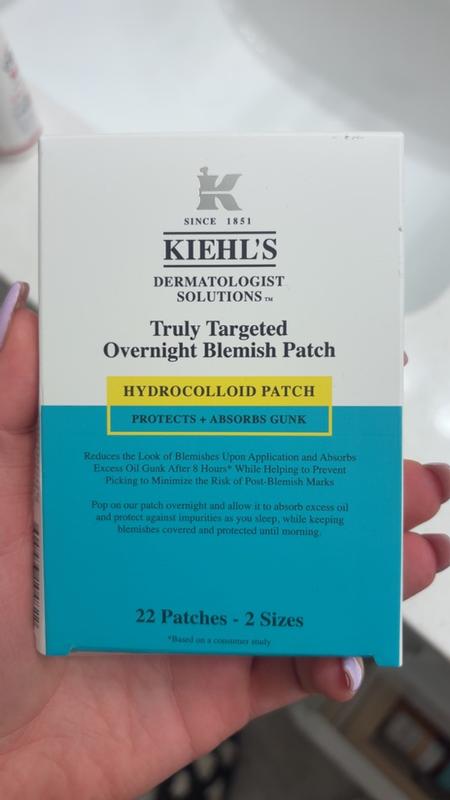 K
SINCE 1851
KIEHL'S
DERMATOLOGIST
SOLUTIONS™
Truly Targeted
Overnight Blemish Patch
HYDROCOLLOID PATCH
PROTECTS + ABSORBS GUNK
Reduces the Look of Blemishes Upon Application and Absorbs
Excess Oil Gunk After 8 Hours* While Helping to Prevent
Picking to Minimize the Risk of Post-Blemish Marks
Pop on our patch overnight and allow it to absorb excess oil
and protect against impurities as you sleep, while keeping
blemishes covered and protected until morning.
22 Patches - 2 Sizes
*Based on a consumer study